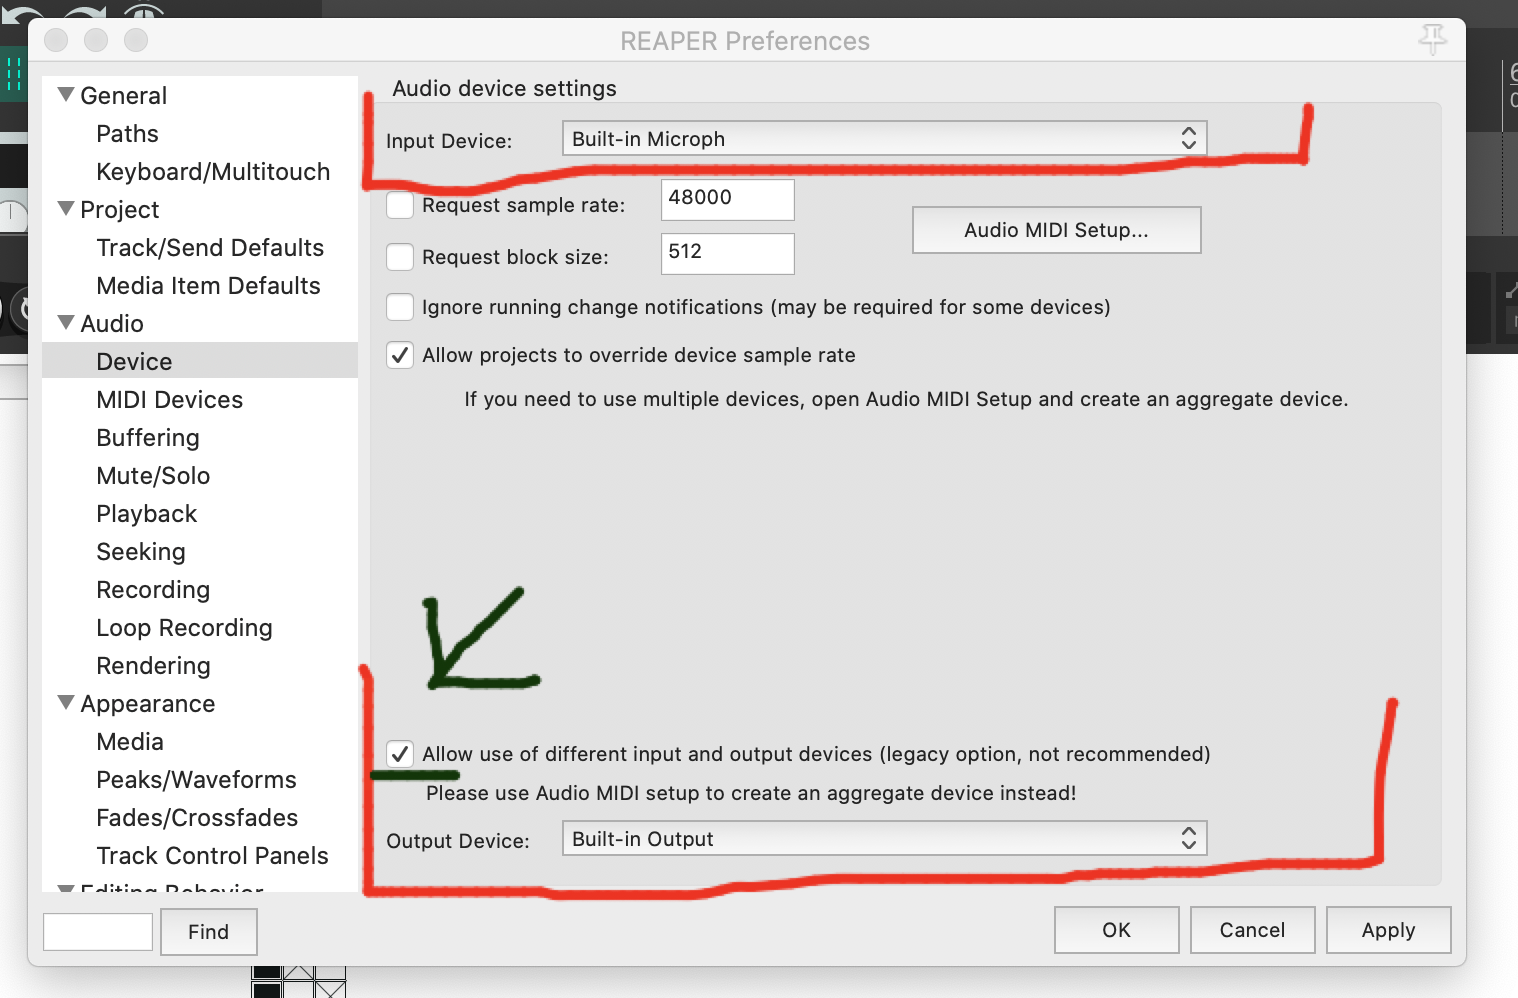 REAPER Preferences
General
Paths
Keyboard/Multitouch
Project
Track/Send Defaults
Media Item Defaults
Audio
Device
MIDI Devices
Buffering
Mute/Solo
Playback
Seeking
Recording
Loop Recording
Rendering
Appearance
Media
Peaks/Waveforms
Fades/Crossfades
Track Control Panels
Editing Behavior
Find
Audio device settings
Input Device: Built-in Microph
Request sample rate: 48000
Audio MIDI Setup...
Request block size: 512
Ignore running change notifications (may be required for some devices)
Allow projects to override device sample rate
If you need to use multiple devices, open Audio MIDI Setup and create an aggregate device.
Allow use of different input and output devices (legacy option, not recommended)
Please use Audio MIDI setup to create an aggregate device instead!
Output Device: Built-in Output
OK Cancel Apply